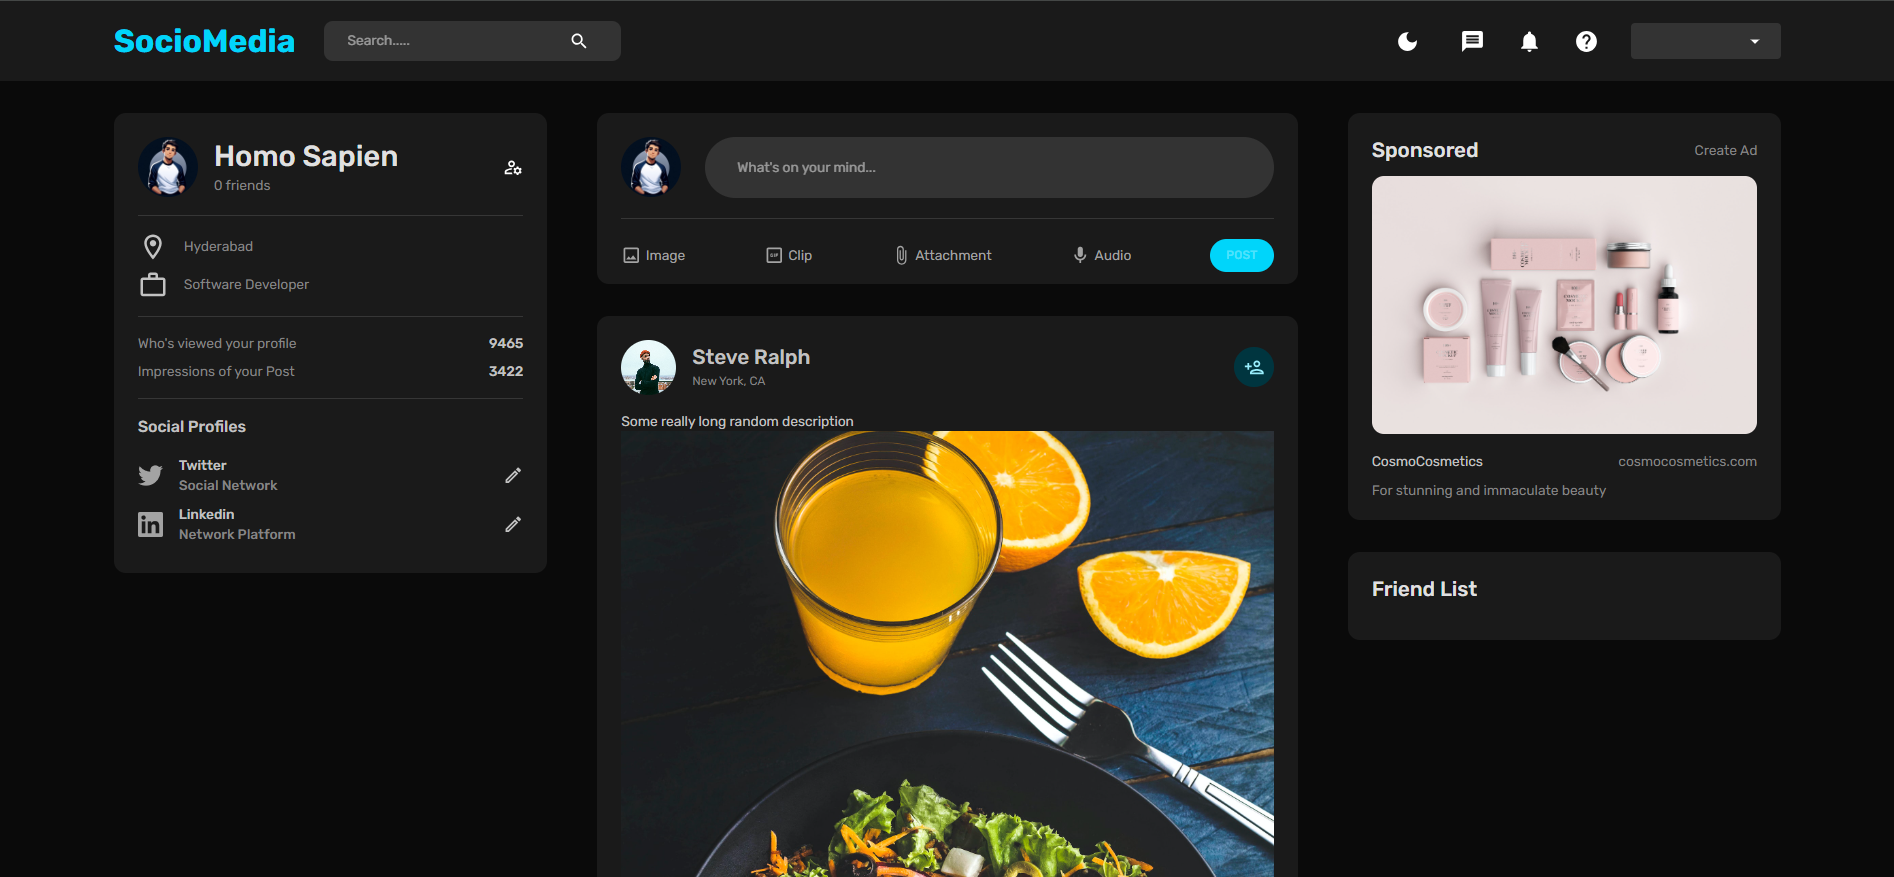 SocioMedia
Search.....
Homo Sapien
0 friends
Hyderabad
Software Developer
Who's viewed your profile 9465
Impressions of your Post 3422
Social Profiles
Twitter
Social Network
Linkedin
Network Platform
What's on your mind...
Image Clip Attachment Audio POST
Steve Ralph
New York, CA
Some really long random description
Sponsored Create Ad
CosmoCosmetics cosmocosmetics.com
For stunning and immaculate beauty
Friend List